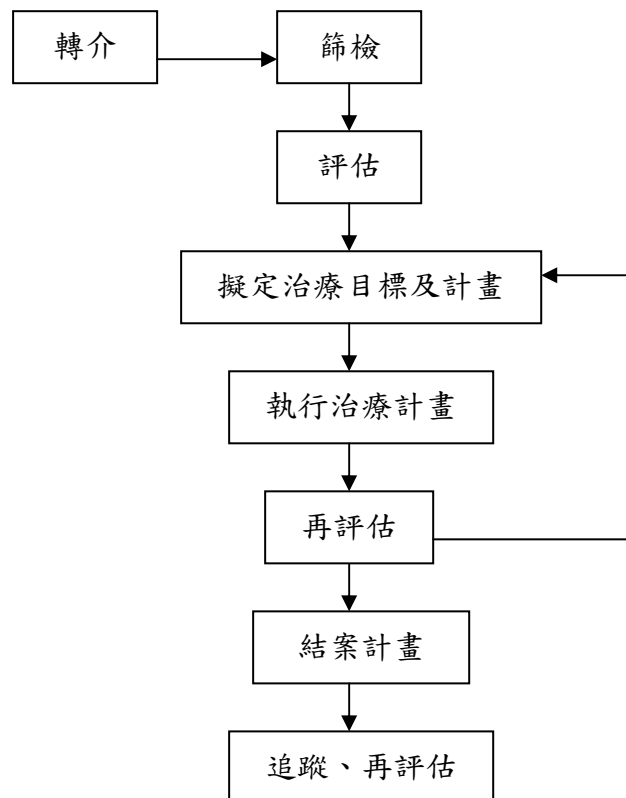 轉介
篩檢
評估
擬定治療目標及計畫
執行治療計畫
再評估
結案計畫
追蹤、再評估